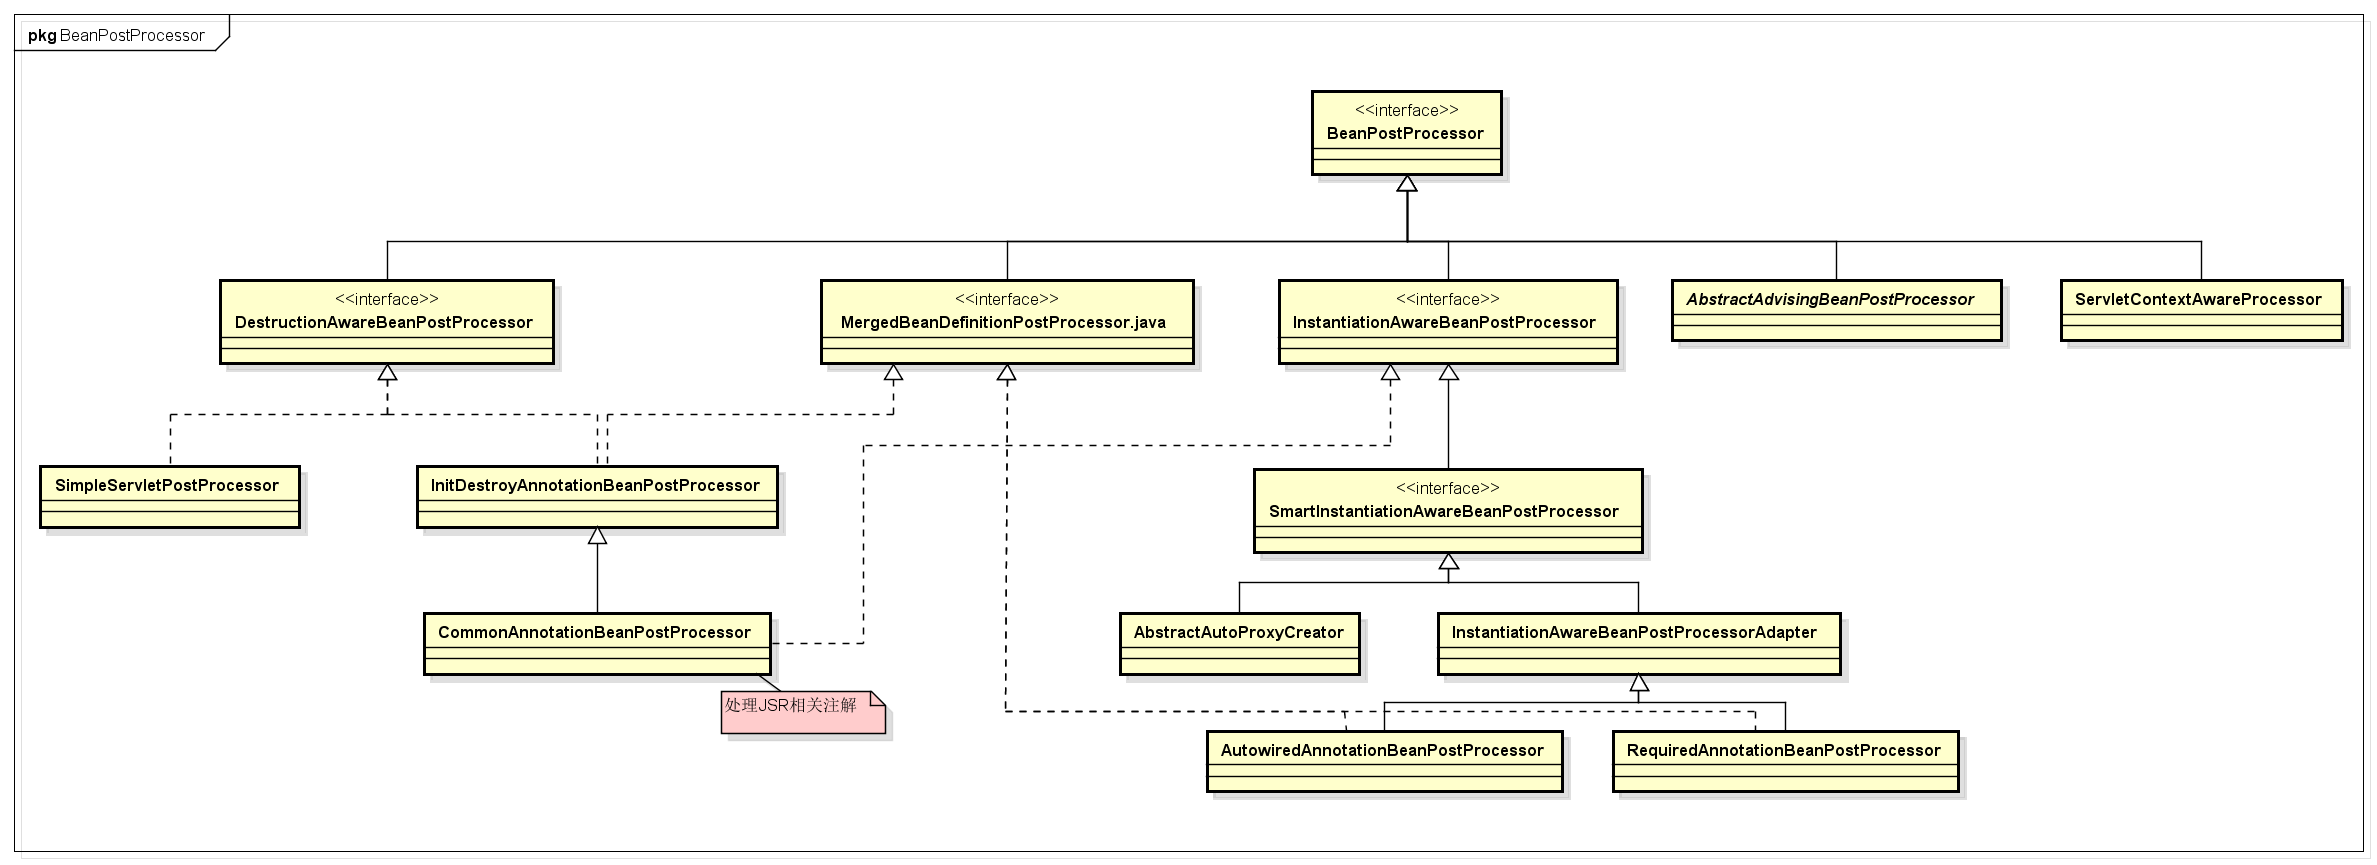 pkg BeanPostProcessor
<<interface>>
BeanPostProcessor
<<interface>>
DestructionAwareBeanPostProcessor
<<interface>>
MergedBeanDefinitionPostProcessor.java
<<interface>>
InstantiationAwareBeanPostProcessor
AbstractAdvisingBeanPostProcessor
ServletContextAwareProcessor
SimpleServletPostProcessor
InitDestroyAnnotationBeanPostProcessor
<<interface>>
SmartInstantiationAwareBeanPostProcessor
CommonAnnotationBeanPostProcessor
AbstractAutoProxyCreator
InstantiationAwareBeanPostProcessorAdapter
处理JSR相关注解
AutowiredAnnotationBeanPostProcessor
RequiredAnnotationBeanPostProcessor